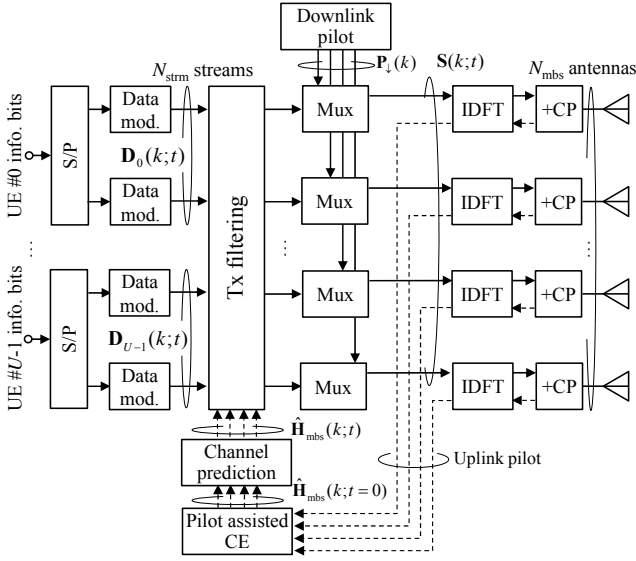 Downlink
pilot
P↓(k)
S(k;t)
N_strm streams
N_mbs antennas
UE #0 info. bits
S/P
Data
mod.
D_0(k;t)
Data
mod.
Tx filtering
Mux
IDFT
+CP
Mux
IDFT
+CP
...
...
...
UE #U-1 info. bits
S/P
Data
mod.
D_{U−1}(k;t)
Data
mod.
Mux
IDFT
+CP
Mux
IDFT
+CP
Ĥ_mbs(k;t)
Channel
prediction
Uplink pilot
Ĥ_mbs(k;t=0)
Pilot assisted
CE